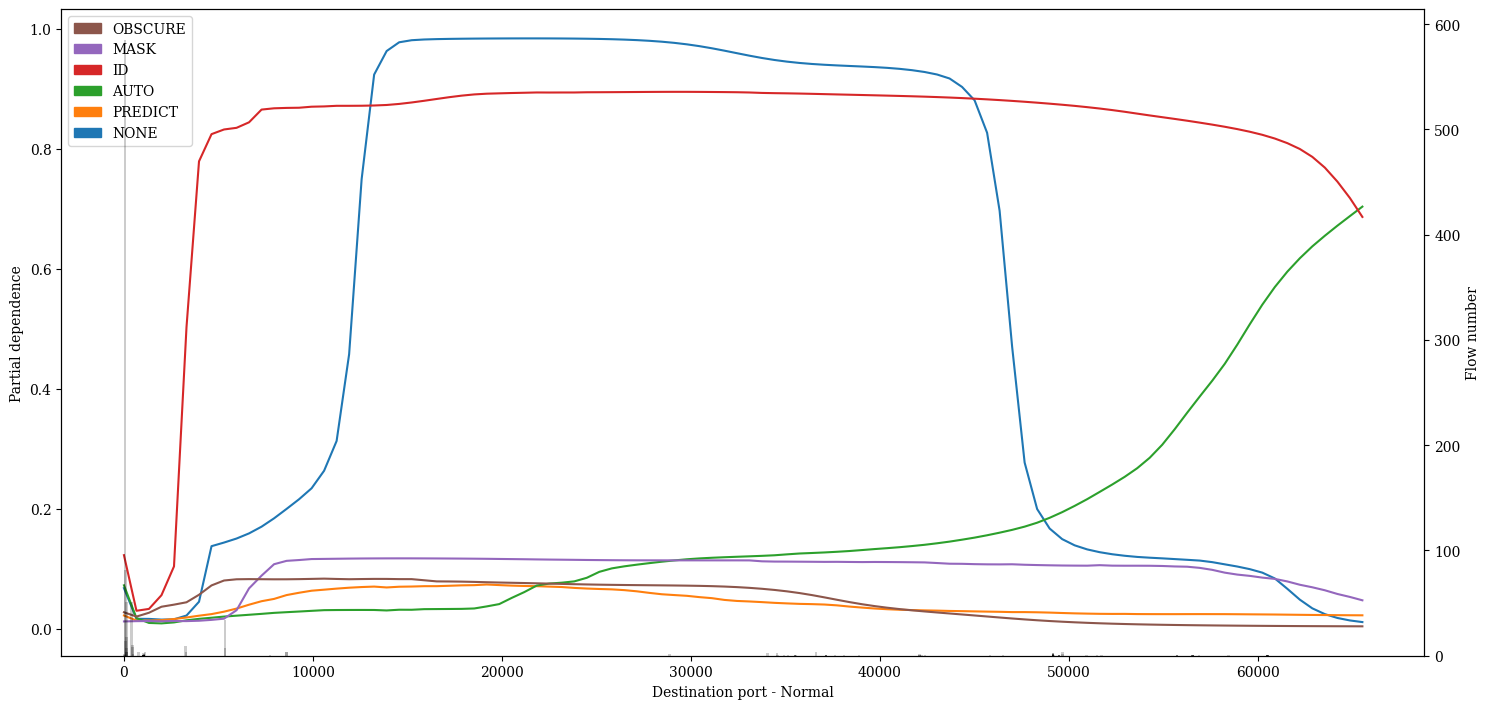 OBSCURE
MASK
ID
AUTO
PREDICT
NONE
1.0
0.8
0.6
0.4
0.2
0.0
Partial dependence
0
10000
20000
30000
40000
50000
60000
Destination port - Normal
600
500
400
300
200
100
0
Flow number